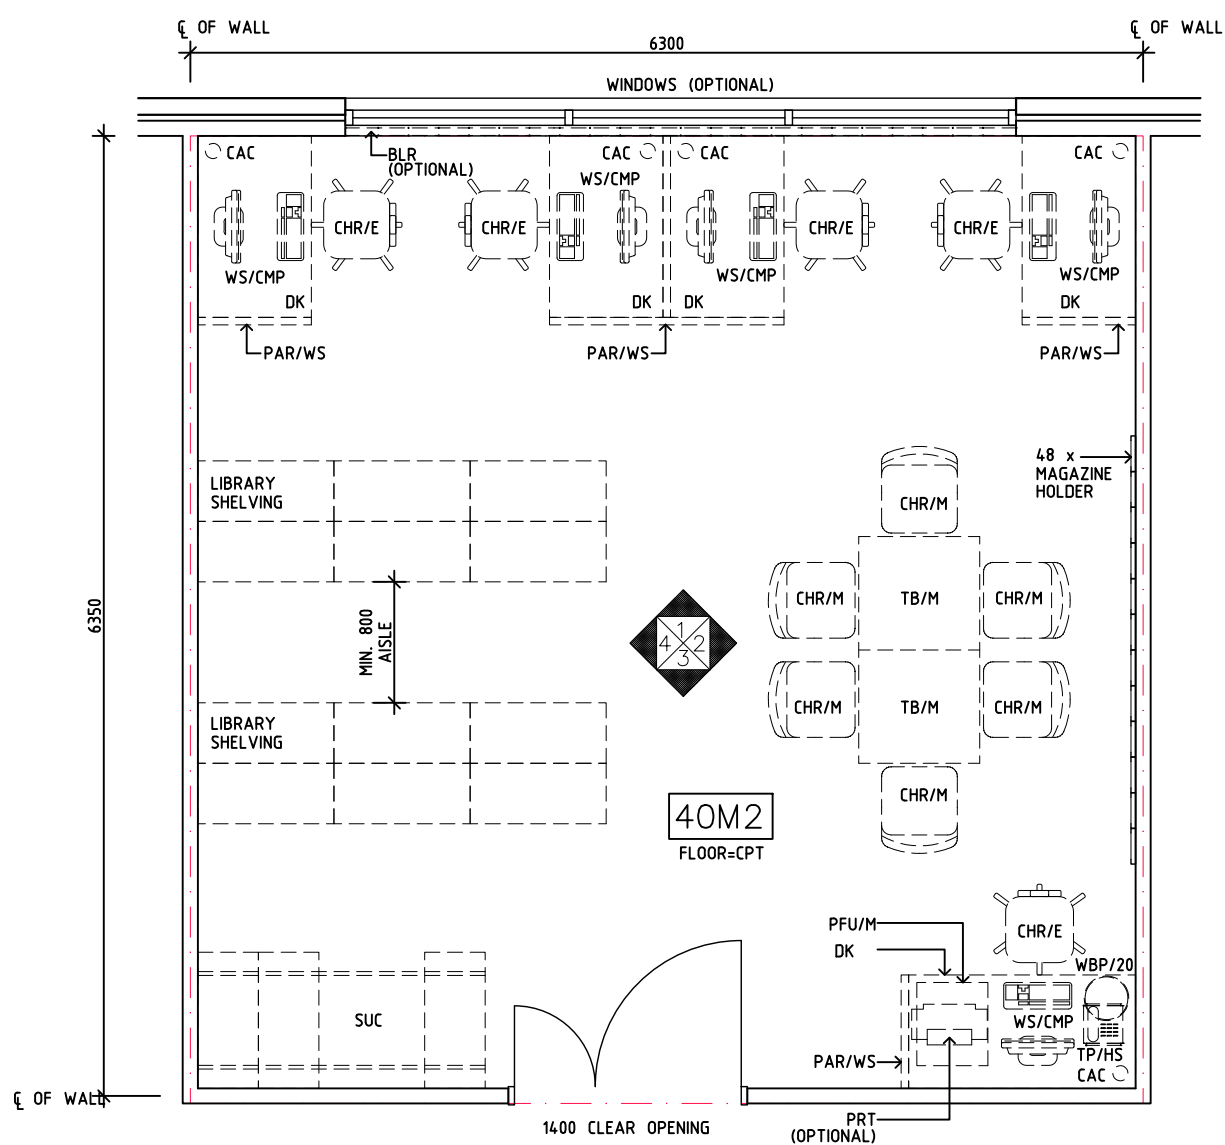 ℄ OF WALL
℄ OF WALL
6300
WINDOWS (OPTIONAL)
CAC
BLR
(OPTIONAL)
CAC
CAC
CAC
WS/CMP
CHR/E
CHR/E
CHR/E
CHR/E
WS/CMP
WS/CMP
WS/CMP
DK
DK
DK
DK
PAR/WS
PAR/WS
PAR/WS
LIBRARY
SHELVING
48 x
MAGAZINE
HOLDER
CHR/M
6350
MIN. 800
AISLE
1
4
2
3
CHR/M
TB/M
CHR/M
CHR/M
TB/M
CHR/M
LIBRARY
SHELVING
CHR/M
40M2
FLOOR=CPT
PFU/M
CHR/E
DK
WBP/20
SUC
WS/CMP
PAR/WS
TP/HS
CAC
℄ OF WALL
1400 CLEAR OPENING
PRT
(OPTIONAL)